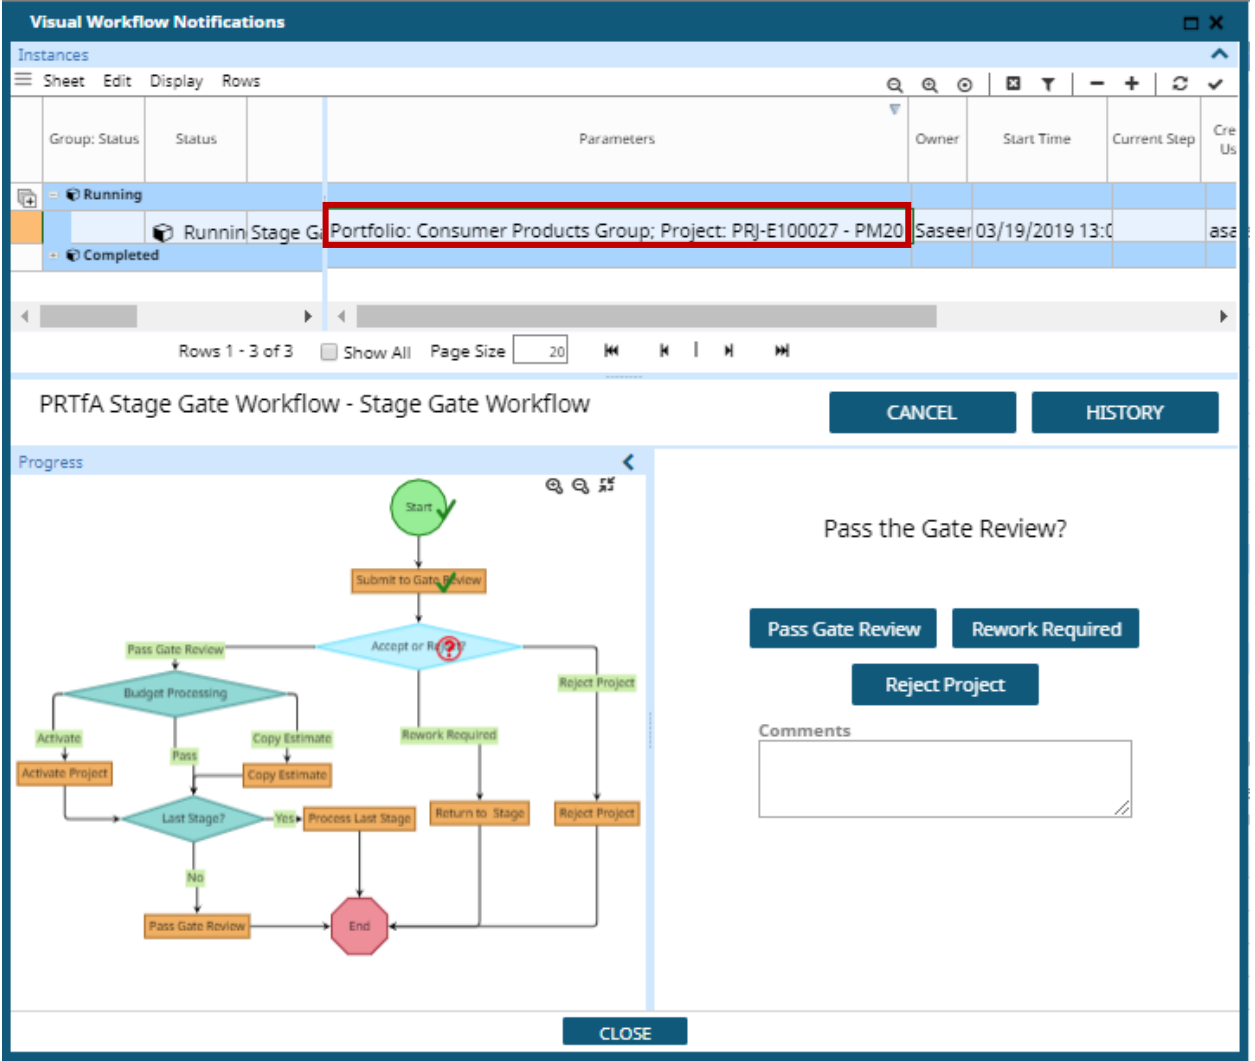 Visual Workflow Notifications
Instances
Sheet Edit Display Rows
Group: Status Status Parameters Owner Start Time Current Step Cre
Us
Running
Runnin Stage Ga Portfolio: Consumer Products Group; Project: PRJ-E100027 - PM20 Saseer 03/19/2019 13:0 asa
Completed
Rows 1 - 3 of 3 Show All Page Size 20
PRTfA Stage Gate Workflow - Stage Gate Workflow
CANCEL HISTORY
Progress
Start
Submit to Gate Review
Accept or Reject?
Pass Gate Review
Reject Project
Budget Processing
Activate
Pass
Copy Estimate
Rework Required
Activate Project
Copy Estimate
Last Stage?
Yes
Process Last Stage
Return to Stage
Reject Project
No
Pass Gate Review
End
Pass the Gate Review?
Pass Gate Review Rework Required
Reject Project
Comments
CLOSE